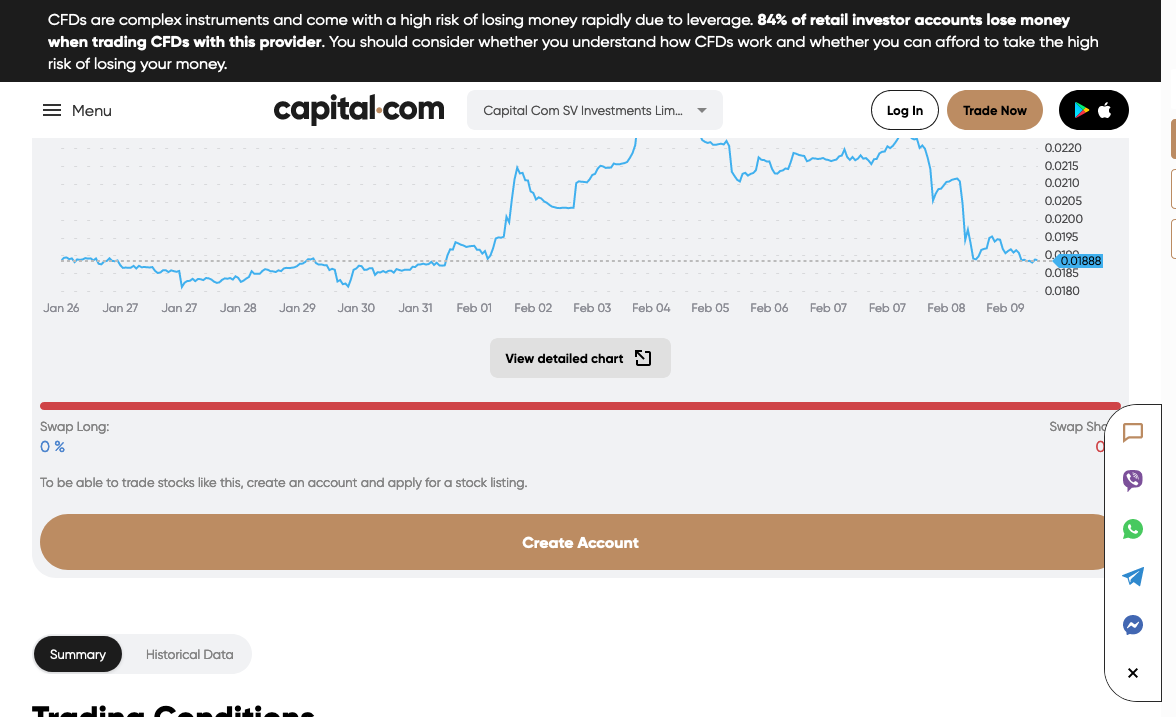 CFDs are complex instruments and come with a high risk of losing money rapidly due to leverage. 84% of retail investor accounts lose money
when trading CFDs with this provider. You should consider whether you understand how CFDs work and whether you can afford to take the high
risk of losing your money.
Menu
capital.com
Capital Com SV Investments Lim...
Log In
Trade Now
0.0220
0.0215
0.0210
0.0205
0.0200
0.0195
0.01888
0.0185
0.0180
Jan 26 Jan 27 Jan 27 Jan 28 Jan 29 Jan 30 Jan 31 Feb 01 Feb 02 Feb 03 Feb 04 Feb 05 Feb 06 Feb 07 Feb 07 Feb 08 Feb 09
View detailed chart
Swap Long:
Swap
0 %
0
To be able to trade stocks like this, create an account and apply for a stock listing.
Create Account
Summary
Historical Data
Trading Conditions